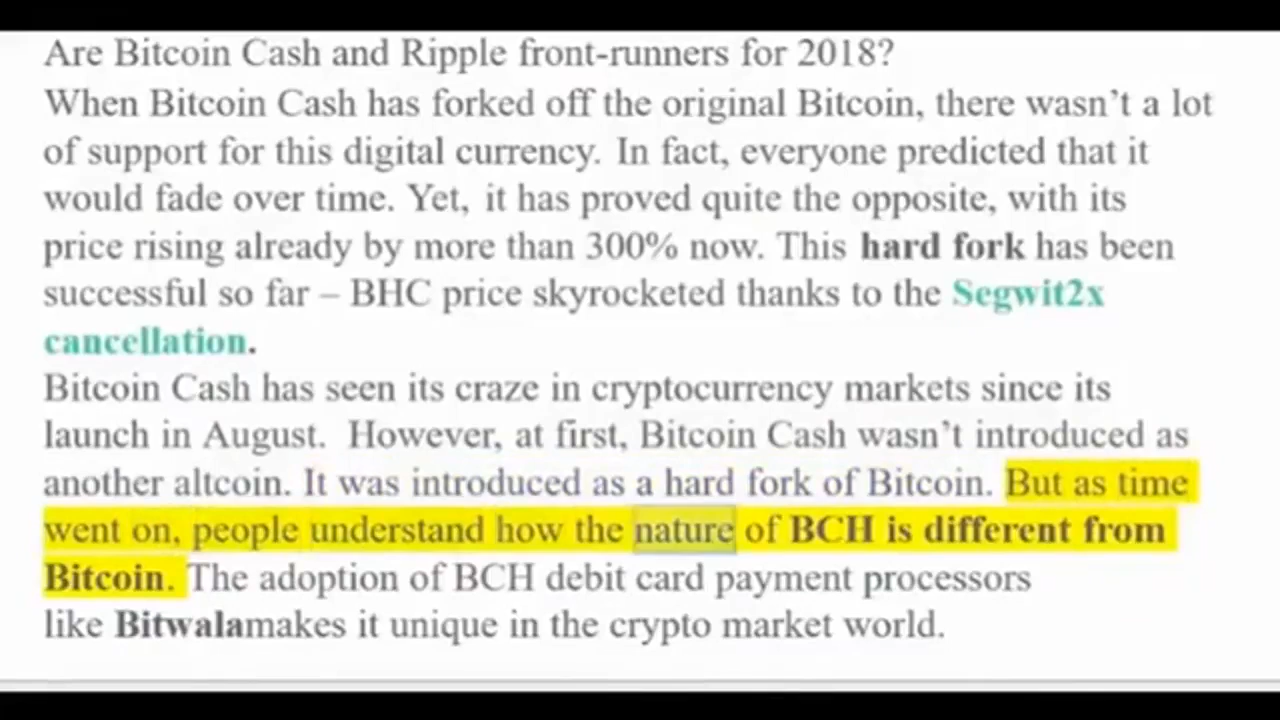 Are Bitcoin Cash and Ripple front-runners for 2018?
When Bitcoin Cash has forked off the original Bitcoin, there wasn’t a lot
of support for this digital currency. In fact, everyone predicted that it
would fade over time. Yet, it has proved quite the opposite, with its
price rising already by more than 300% now. This hard fork has been
successful so far – BHC price skyrocketed thanks to the Segwit2x
cancellation.
Bitcoin Cash has seen its craze in cryptocurrency markets since its
launch in August. However, at first, Bitcoin Cash wasn’t introduced as
another altcoin. It was introduced as a hard fork of Bitcoin. But as time
went on, people understand how the nature of BCH is different from
Bitcoin. The adoption of BCH debit card payment processors
like Bitwalamakes it unique in the crypto market world.